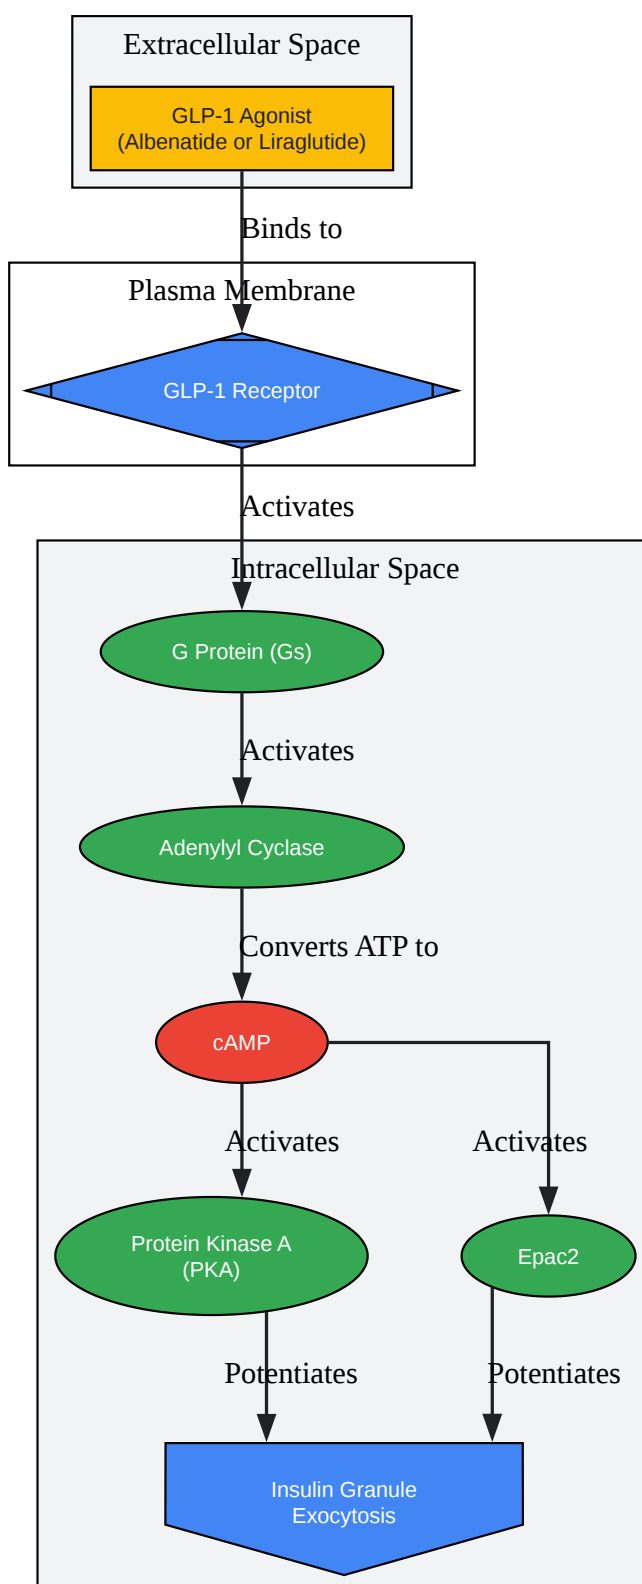 Extracellular Space
GLP-1 Agonist
(Albenatide or Liraglutide)
Binds to
Plasma Membrane
GLP-1 Receptor
Activates
Intracellular Space
G Protein (Gs)
Activates
Adenylyl Cyclase
Converts ATP to
cAMP
Activates
Activates
Protein Kinase A
(PKA)
Epac2
Potentiates
Potentiates
Insulin Granule
Exocytosis